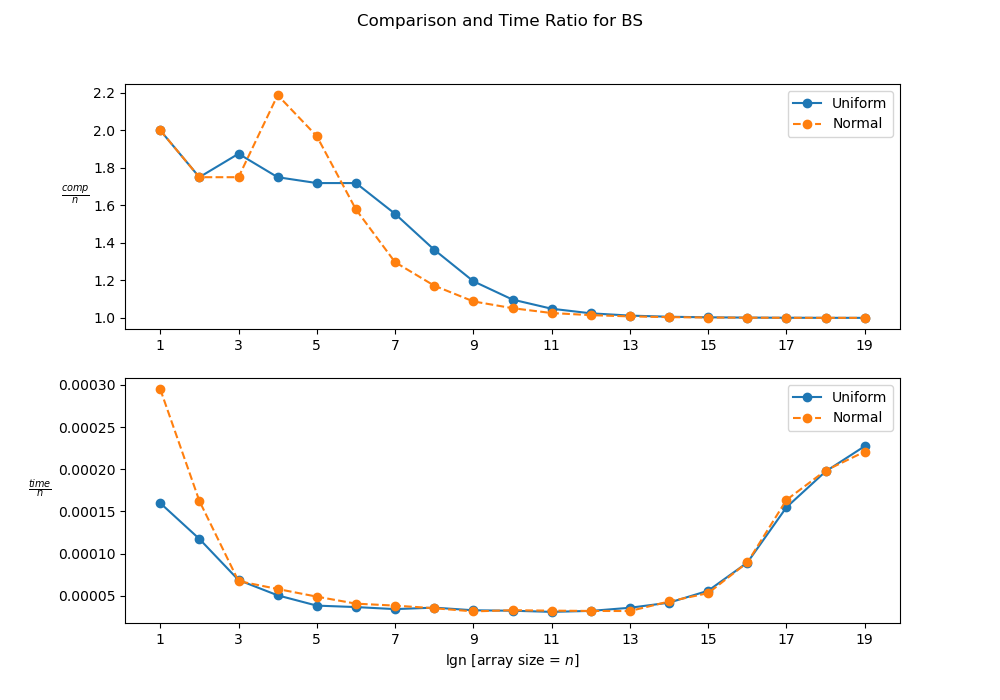 Comparison and Time Ratio for BS
2.2
2.0
1.8
1.6
1.4
1.2
1.0
comp
n
Uniform
Normal
1 3 5 7 9 11 13 15 17 19
0.00030
0.00025
0.00020
0.00015
0.00010
0.00005
time
n
Uniform
Normal
1 3 5 7 9 11 13 15 17 19
lgn [array size = n]